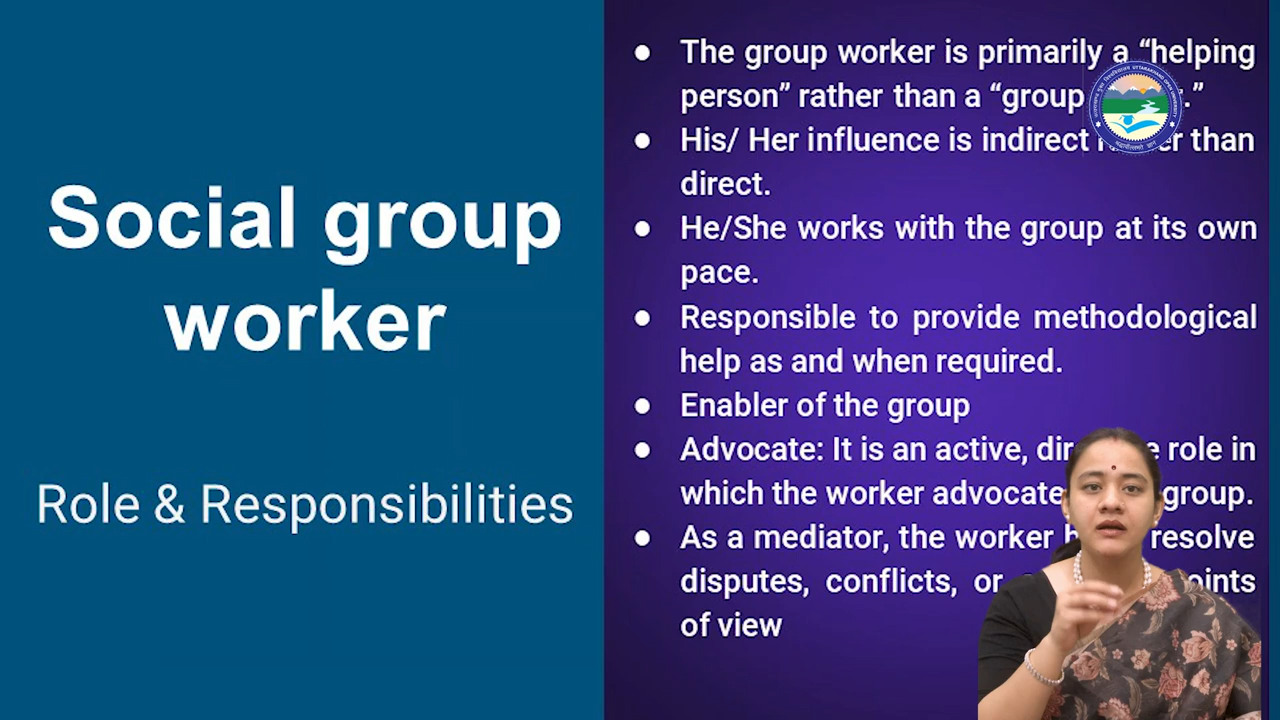 Social group
worker
Role & Responsibilities
● The group worker is primarily a “helping
person” rather than a “group .”
● His/ Her influence is indirect than
direct.
● He/She works with the group at its own
pace.
● Responsible to provide methodological
help as and when required.
● Enabler of the group
● Advocate: It is an active, role in
which the worker advocate group.
● As a mediator, the worker resolve
disputes, conflicts, or
of view